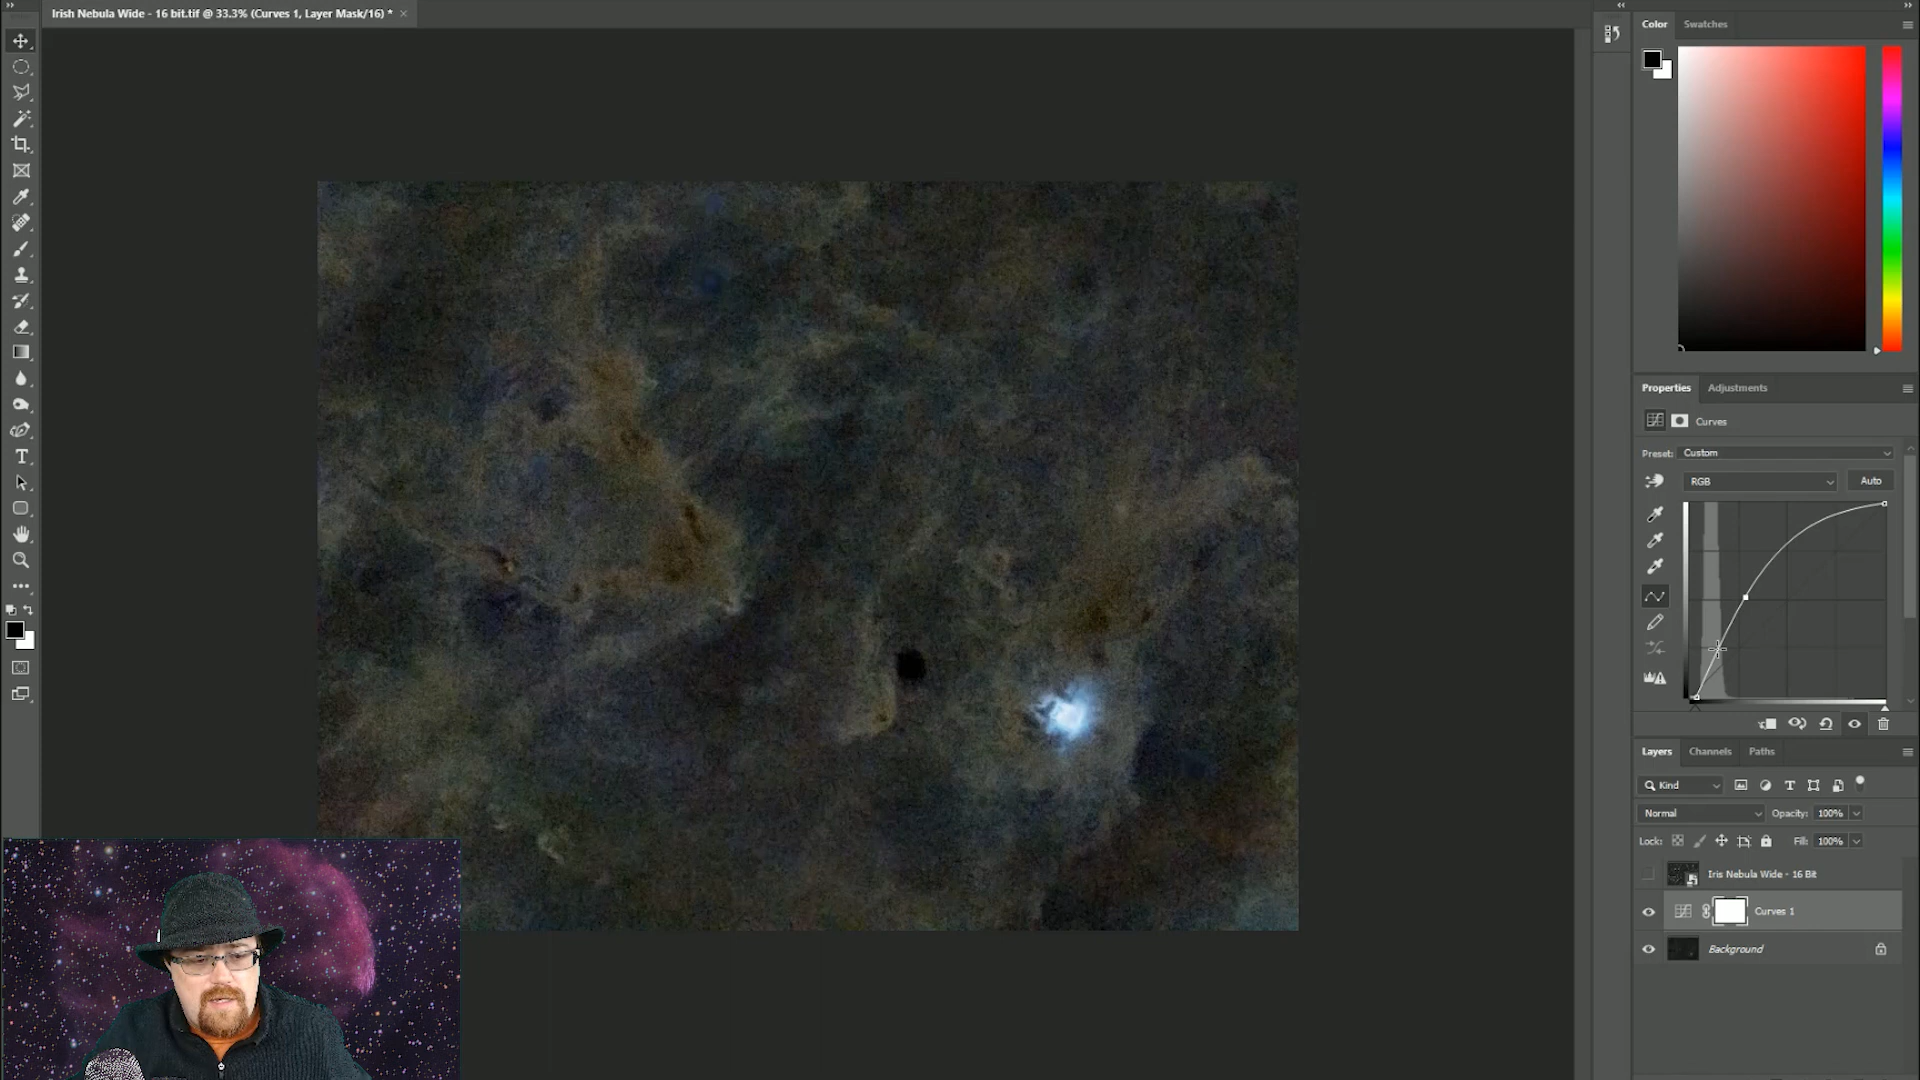 Irish Nebula Wide - 16 bit.tif @ 33.3% (Curves 1, Layer Mask/16) *
Color
Swatches
Properties
Adjustments
Curves
Preset:
Custom
RGB
Auto
Layers
Channels
Paths
Kind
Normal
Opacity: 100%
Lock:
Fill: 100%
Iris Nebula Wide - 16 Bit
Curves 1
Background